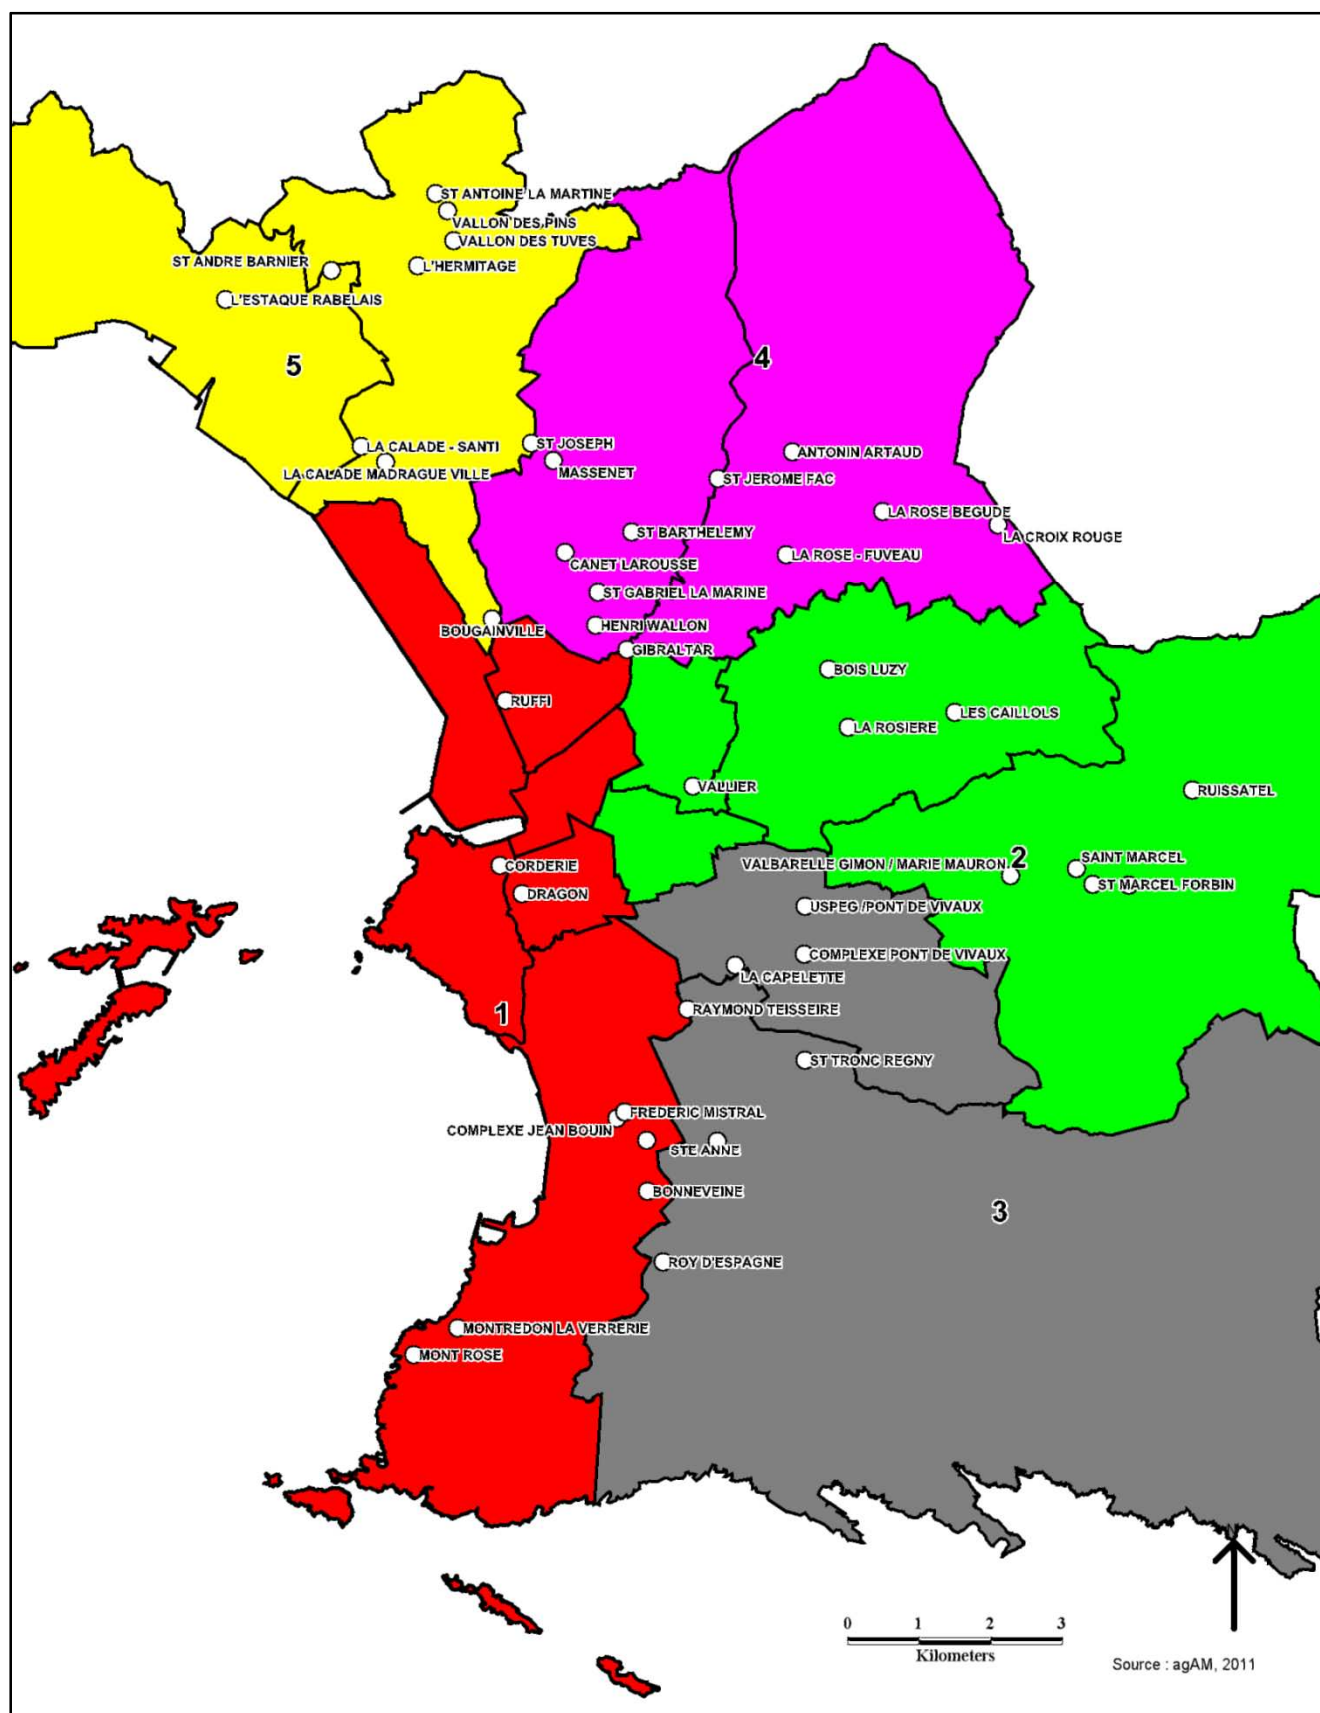 ST ANTOINE LA MARTINE
VALLON DES PINS
VALLON DES TUVES
ST ANDRE BARNIER
L'HERMITAGE
L'ESTAQUE RABELAIS
5
4
LA CALADE - SANTI
ST JOSEPH
ANTONIN ARTAUD
LA CALADE MADRAGUE VILLE
MASSENET
ST JEROME FAC
LA ROSE BEGUDE
ST BARTHELEMY
LA CROIX ROUGE
CANET LAROUSSE
LA ROSE - FUVEAU
ST GABRIEL LA MARINE
BOUGAINVILLE
HENRI WALLON
GIBRALTAR
BOIS LUZY
RUFFI
LES CAILLOLS
LA ROSIERE
VALLIER
RUISSATEL
CORDERIE
VALBARELLE GIMON / MARIE MAURON
2
SAINT MARCEL
DRAGON
ST MARCEL FORBIN
USPEG /PONT DE VIVAUX
COMPLEXE PONT DE VIVAUX
LA CAPELETTE
1
RAYMOND TEISSEIRE
ST TRONC REGNY
FREDERIC MISTRAL
COMPLEXE JEAN BOUIN
STE ANNE
BONNEVEINE
3
ROY D'ESPAGNE
MONTREDON LA VERRERIE
MONT ROSE
0 1 2 3
Kilometers
Source : agAM, 2011